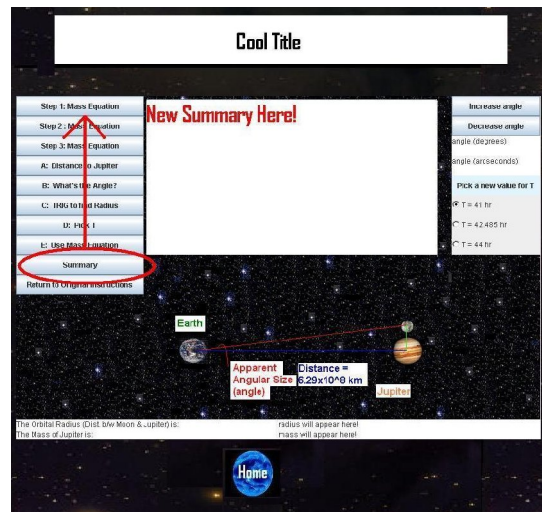 Cool Title
Step 1: Mass Equation
Step 2: Mass Equation
Step 3: Mass Equation
A: Distance to Jupiter
B: What's the Angle?
C: TRIG to find Radius
D: Pick T
E: Use Mass Equation
Summary
Return to Original Instructions
New Summary Here!
Increase angle
Decrease angle
angle (degrees)
angle (arcseconds)
Pick a new value for T
T = 41 hr
T = 42.485 hr
T = 44 hr
Earth
Apparent
Angular Size
(angle)
Distance =
6.29x10^8 km
Jupiter
The Orbital Radius (Dist. b/w Moon & Jupiter) is: radius will appear here!
The Mass of Jupiter is: mass will appear here!
Home